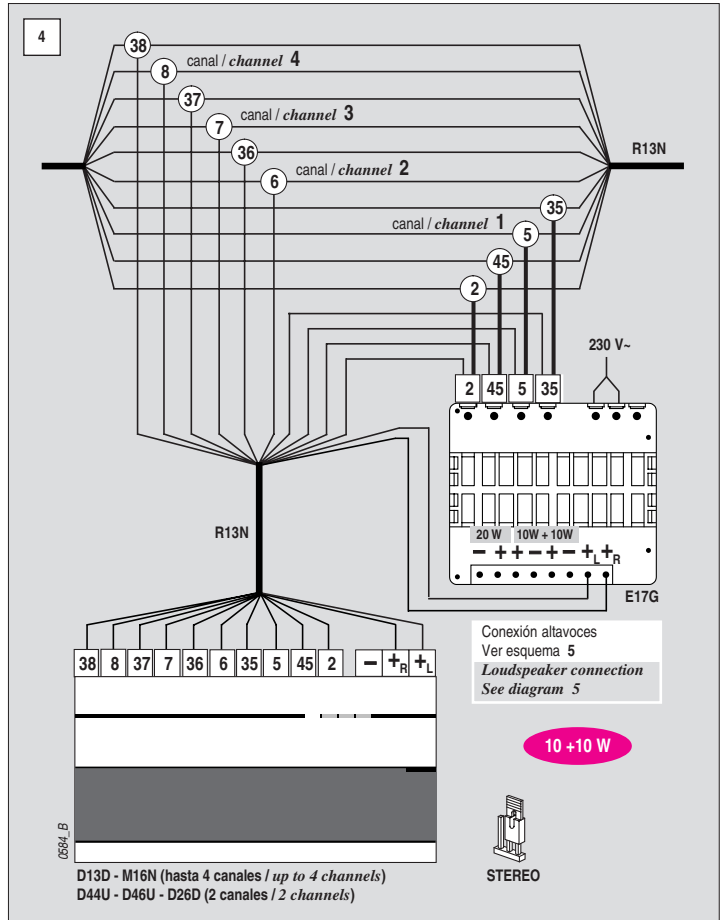 4
38
canal / channel 4
8
37
canal / channel 3
7
36
R13N
canal / channel 2
6
35
canal / channel 1
5
45
2
230 V~
2 45 5 35
R13N
20 W 10W + 10W
− + + − + − +L +R
E17G
38 8 37 7 36 6 35 5 45 2 − +R +L
Conexión altavoces
Ver esquema 5
Loudspeaker connection
See diagram 5
10 +10 W
0584_B
STEREO
D13D - M16N (hasta 4 canales / up to 4 channels)
D44U - D46U - D26D (2 canales / 2 channels)